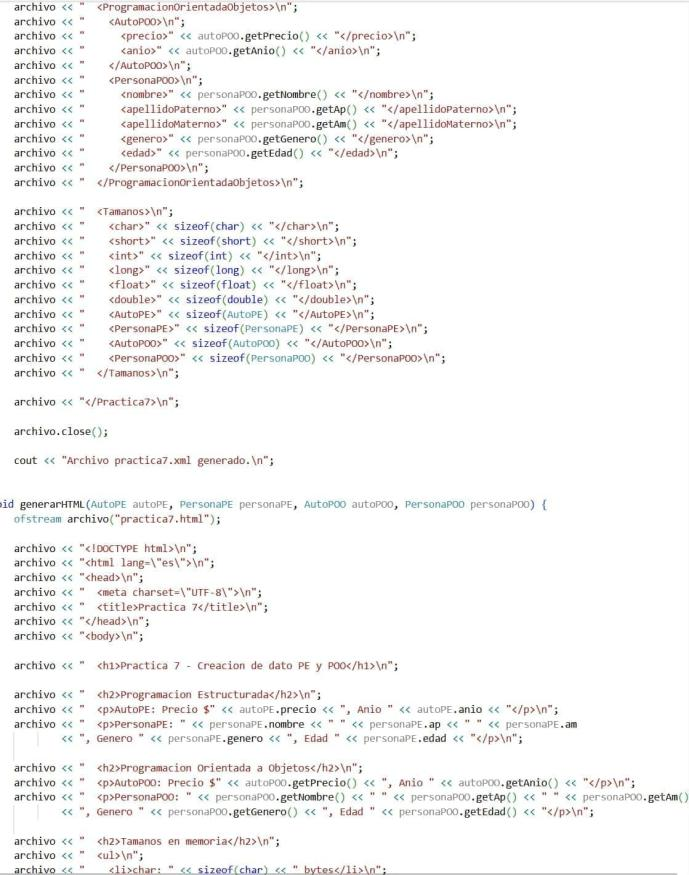 archivo << "  <ProgramacionOrientadaObjetos>\n";
archivo << "    <AutoPOO>\n";
archivo << "      <precio>" << autoPOO.getPrecio() << "</precio>\n";
archivo << "      <anio>" << autoPOO.getAnio() << "</anio>\n";
archivo << "    </AutoPOO>\n";
archivo << "    <PersonaPOO>\n";
archivo << "      <nombre>" << personaPOO.getNombre() << "</nombre>\n";
archivo << "      <apellidoPaterno>" << personaPOO.getAp() << "</apellidoPaterno>\n";
archivo << "      <apellidoMaterno>" << personaPOO.getAm() << "</apellidoMaterno>\n";
archivo << "      <genero>" << personaPOO.getGenero() << "</genero>\n";
archivo << "      <edad>" << personaPOO.getEdad() << "</edad>\n";
archivo << "    </PersonaPOO>\n";
archivo << "  </ProgramacionOrientadaObjetos>\n";
archivo << "  <Tamanos>\n";
archivo << "    <char>" << sizeof(char) << "</char>\n";
archivo << "    <short>" << sizeof(short) << "</short>\n";
archivo << "    <int>" << sizeof(int) << "</int>\n";
archivo << "    <long>" << sizeof(long) << "</long>\n";
archivo << "    <float>" << sizeof(float) << "</float>\n";
archivo << "    <double>" << sizeof(double) << "</double>\n";
archivo << "    <AutoPE>" << sizeof(AutoPE) << "</AutoPE>\n";
archivo << "    <PersonaPE>" << sizeof(PersonaPE) << "</PersonaPE>\n";
archivo << "    <AutoPOO>" << sizeof(AutoPOO) << "</AutoPOO>\n";
archivo << "    <PersonaPOO>" << sizeof(PersonaPOO) << "</PersonaPOO>\n";
archivo << "  </Tamanos>\n";
archivo << "</Practica7>\n";
archivo.close();
cout << "Archivo practica7.xml generado.\n";
oid generarHTML(AutoPE autoPE, PersonaPE personaPE, AutoPOO autoPOO, PersonaPOO personaPOO) {
ofstream archivo("practica7.html");
archivo << "<!DOCTYPE html>\n";
archivo << "<html lang=\"es\">\n";
archivo << "<head>\n";
archivo << "  <meta charset=\"UTF-8\">\n";
archivo << "  <title>Practica 7</title>\n";
archivo << "</head>\n";
archivo << "<body>\n";
archivo << "  <h1>Practica 7 - Creacion de dato PE y POO</h1>\n";
archivo << "  <h2>Programacion Estructurada</h2>\n";
archivo << "  <p>AutoPE: Precio $" << autoPE.precio << ", Anio " << autoPE.anio << "</p>\n";
archivo << "  <p>PersonaPE: " << personaPE.nombre << " " << personaPE.ap << " " << personaPE.am
<< ", Genero " << personaPE.genero << ", Edad " << personaPE.edad << "</p>\n";
archivo << "  <h2>Programacion Orientada a Objetos</h2>\n";
archivo << "  <p>AutoPOO: Precio $" << autoPOO.getPrecio() << ", Anio " << autoPOO.getAnio() << "</p>\n";
archivo << "  <p>PersonaPOO: " << personaPOO.getNombre() << " " << personaPOO.getAp() << " " << personaPOO.getAm()
<< ", Genero " << personaPOO.getGenero() << ", Edad " << personaPOO.getEdad() << "</p>\n";
archivo << "  <h2>Tamanos en memoria</h2>\n";
archivo << "  <ul>\n";
archivo << "    <li>char: " << sizeof(char) << " bytes</li>\n";